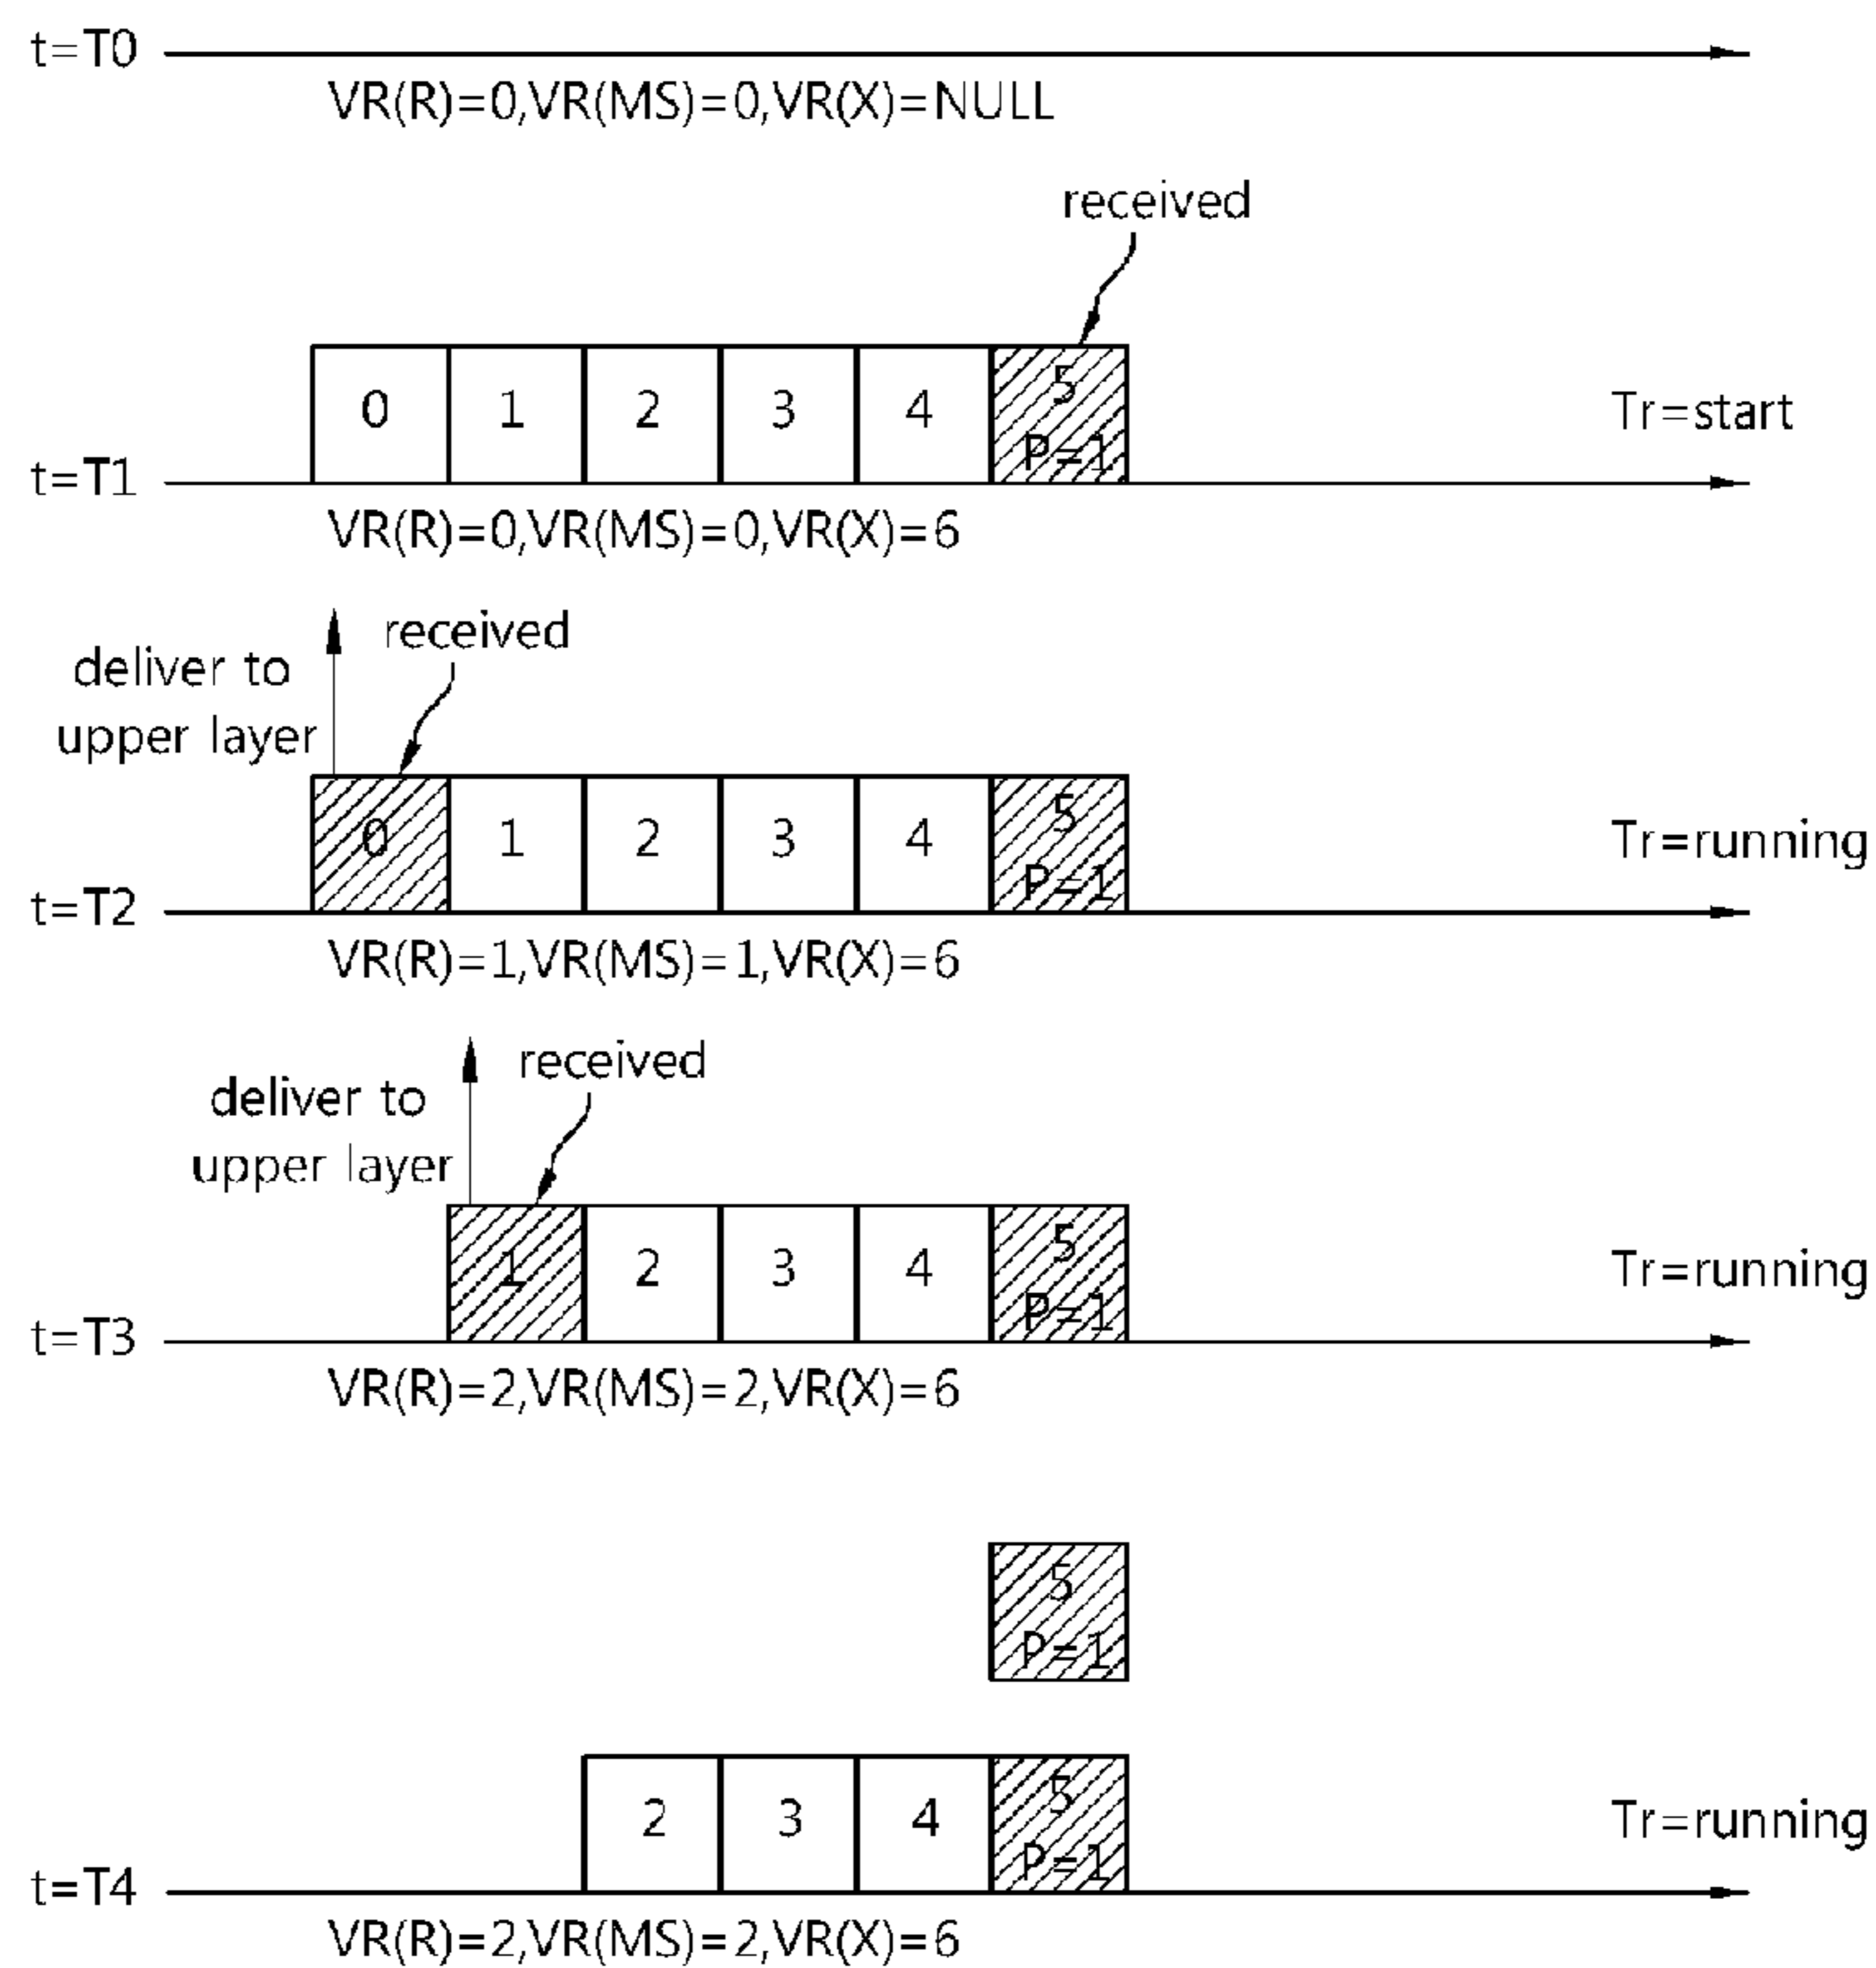 t=T0
VR(R)=0,VR(MS)=0,VR(X)=NULL
received
0 1 2 3 4 5
P=1
Tr=start
t=T1
VR(R)=0,VR(MS)=0,VR(X)=6
received
deliver to
upper layer
0 1 2 3 4 5
P=1
Tr=running
t=T2
VR(R)=1,VR(MS)=1,VR(X)=6
received
deliver to
upper layer
1 2 3 4 5
P=1
Tr=running
t=T3
VR(R)=2,VR(MS)=2,VR(X)=6
5
P=1
2 3 4 5
P=1
Tr=running
t=T4
VR(R)=2,VR(MS)=2,VR(X)=6